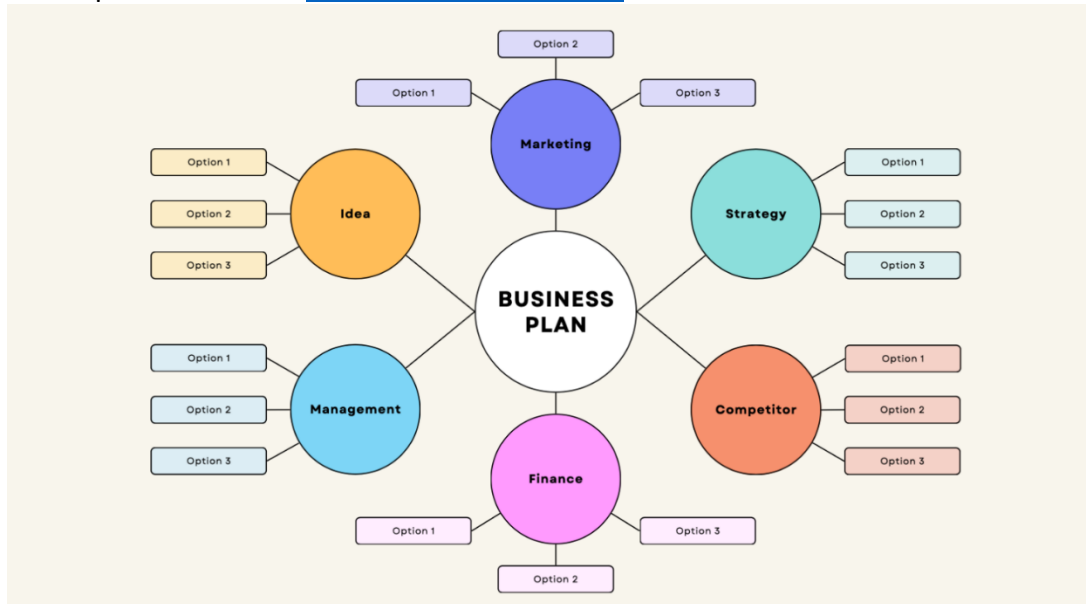 Option 2
Option 1
Option 3
Marketing
Option 1
Option 2
Option 3
Idea
Strategy
Option 1
Option 2
Option 3
BUSINESS
PLAN
Option 1
Option 2
Option 3
Management
Competitor
Option 1
Option 2
Option 3
Finance
Option 1
Option 3
Option 2